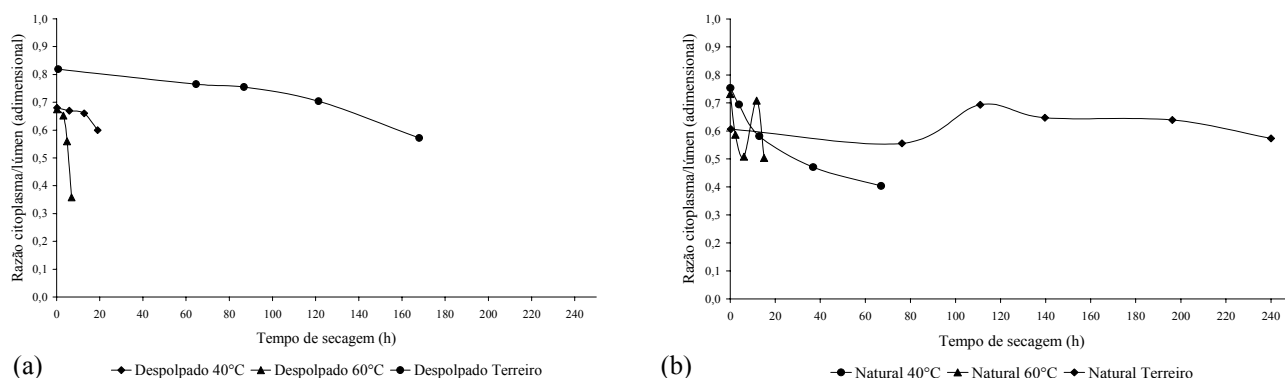 1,0
0,9
0,8
0,7
0,6
0,5
0,4
0,3
0,2
0,1
0,0
Razão citoplasma/lúmen (adimensional)
0 20 40 60 80 100 120 140 160 180 200 220 240
Tempo de secagem (h)
(a) Despolpado 40°C Despolpado 60°C Despolpado Terreiro
1,0
0,9
0,8
0,7
0,6
0,5
0,4
0,3
0,2
0,1
0,0
Razão citoplasma/lúmen (adimensional)
0 20 40 60 80 100 120 140 160 180 200 220 240
Tempo de secagem (h)
(b) Natural 40°C Natural 60°C Natural Terreiro